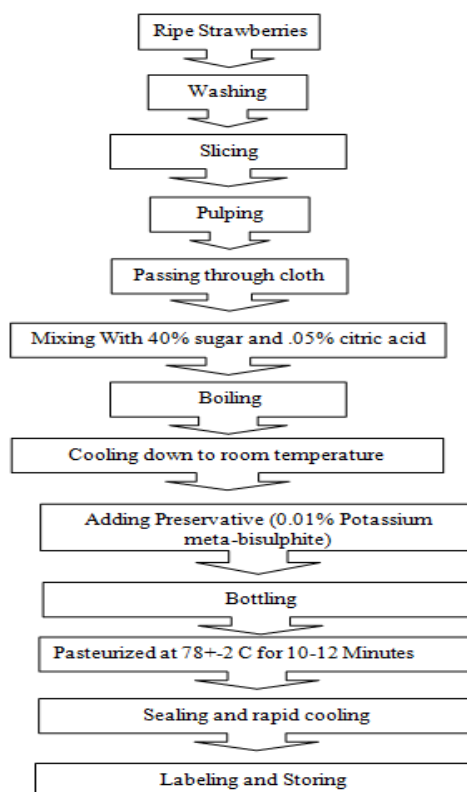 Ripe Strawberries
Washing
Slicing
Pulping
Passing through cloth
Mixing With 40% sugar and .05% citric acid
Boiling
Cooling down to room temperature
Adding Preservative (0.01% Potassium
meta-bisulphite)
Bottling
Pasteurized at 78+-2 C for 10-12 Minutes
Sealing and rapid cooling
Labeling and Storing